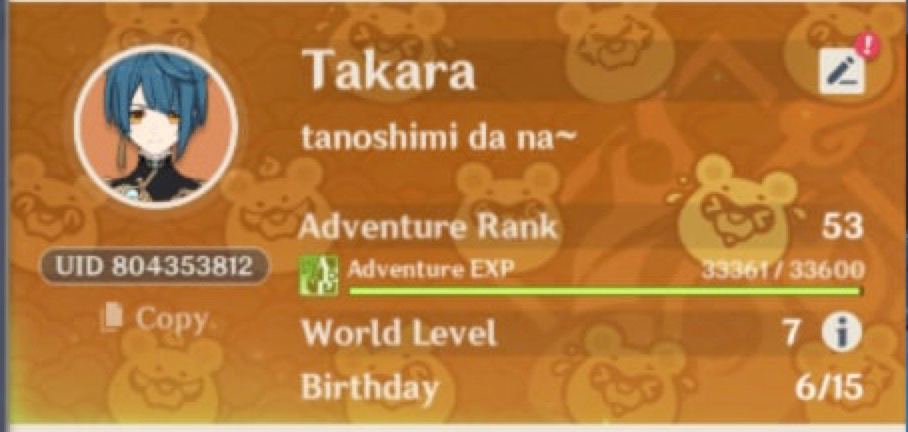 Takara
tanoshimi da na~
Adventure Rank 53
UID 804353812
Adventure EXP 33361 / 33600
Copy
World Level 7
Birthday 6/15